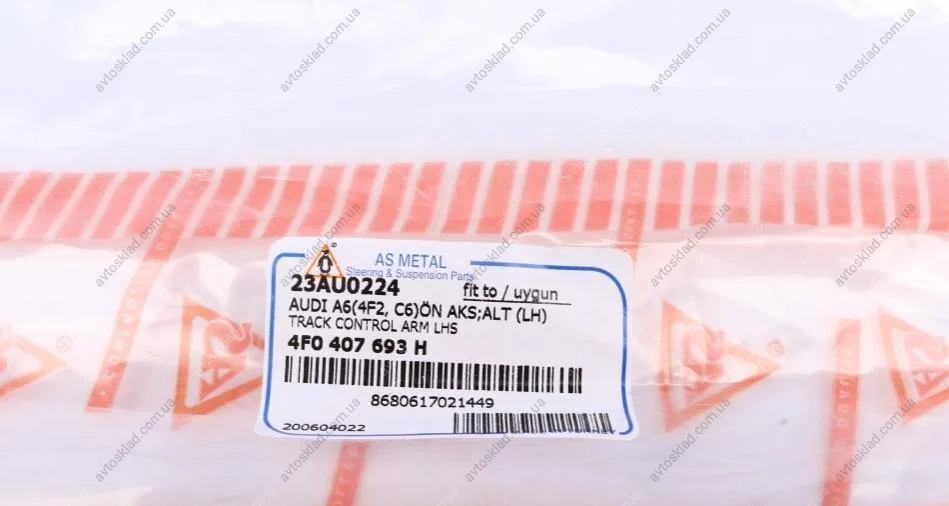 AS METAL
Steering & Suspension Parts
23AU0224
fit to / uygun
AUDI A6(4F2, C6)ÖN AKS;ALT (LH)
TRACK CONTROL ARM LHS
4F0 407 693 H
8680617021449
200604022
avtosklad.com.ua